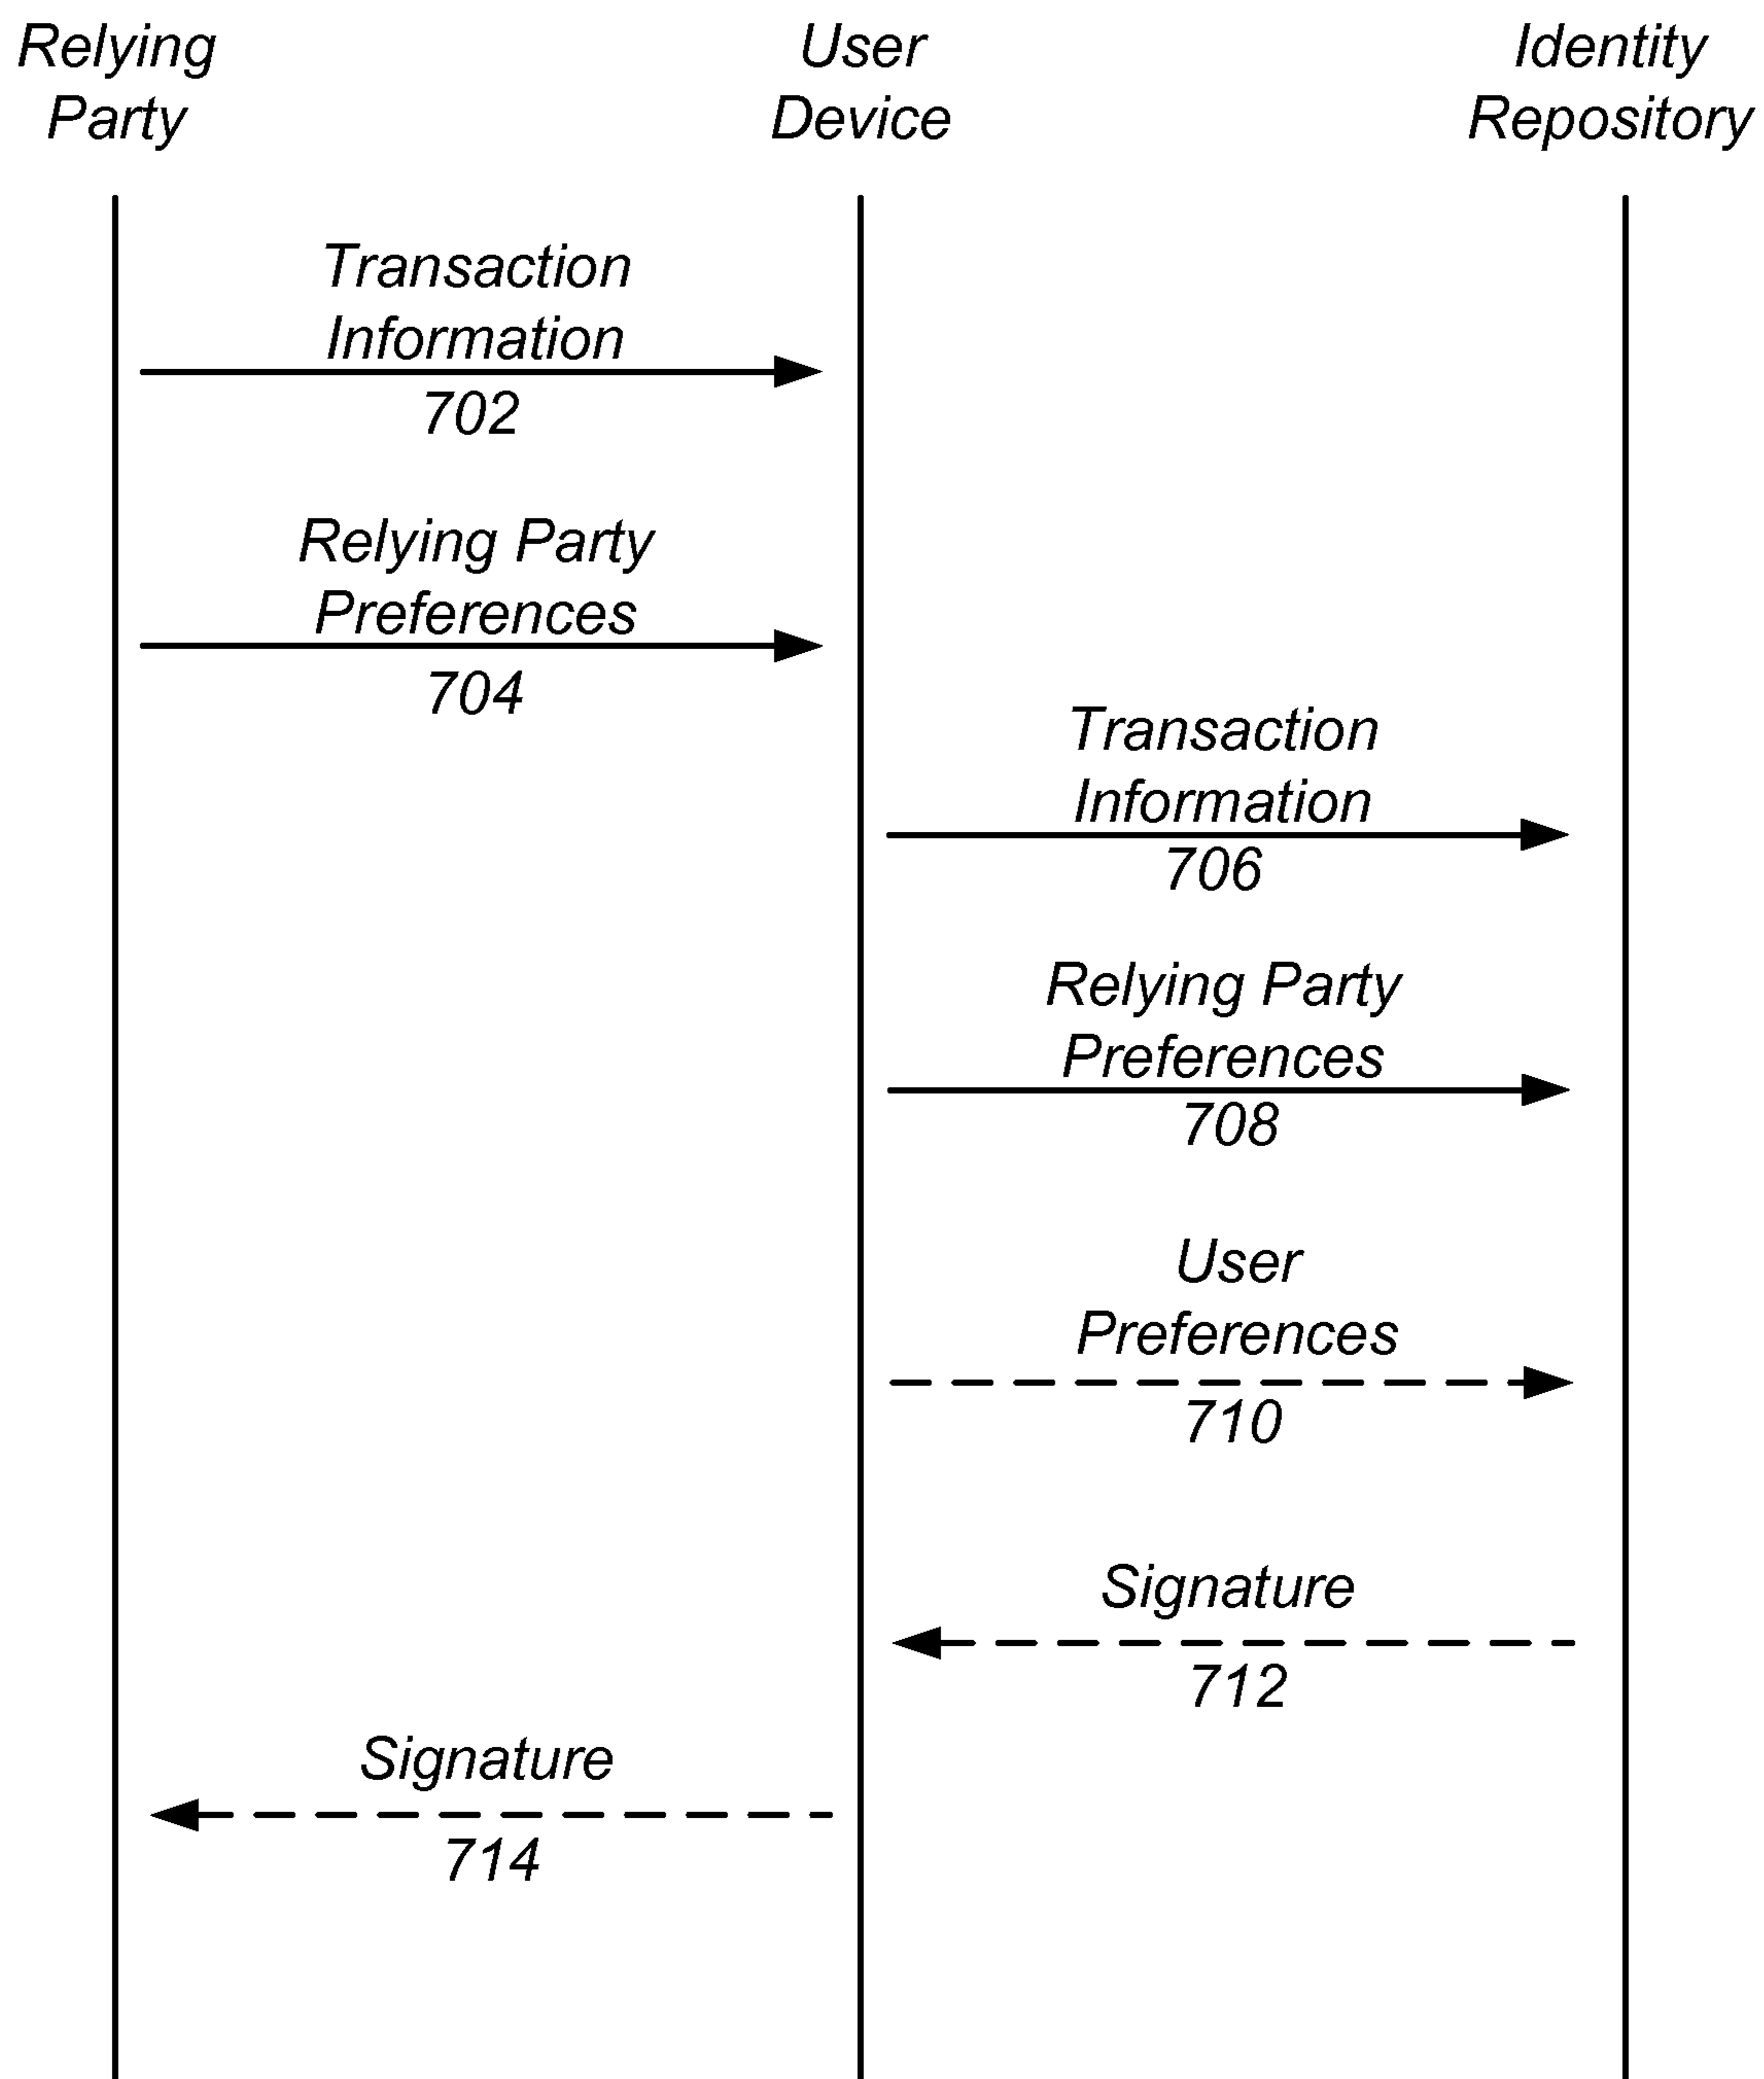 Relying
Party
User
Device
Identity
Repository
Transaction
Information
702
Relying Party
Preferences
704
Transaction
Information
706
Relying Party
Preferences
708
User
Preferences
710
Signature
712
Signature
714